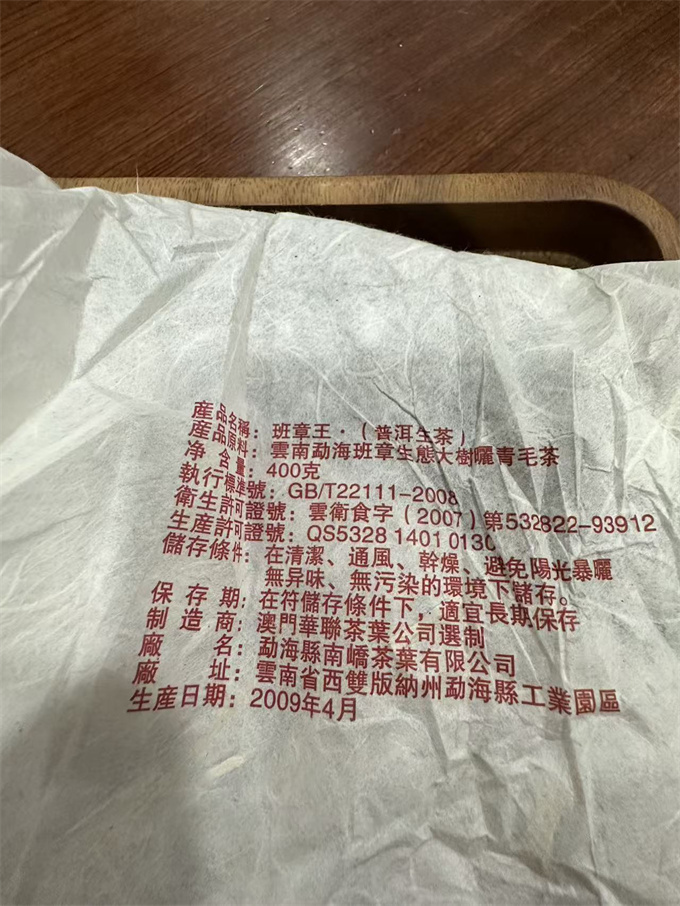 產品名稱：班章王·（普洱生茶）
產品原料：雲南勐海班章生態大樹曬青毛茶
净含量：400克
執行標準號：GB/T22111-2008
衛生許可證號：雲衛食字（2007）第532822-93912
生産許可證號：QS5328 1401 0130
儲存條件：在清潔、通風、幹燥、避免陽光暴曬
無异味、無污染的環境下儲存。
保存期：在符儲存條件下，適宜長期保存
制造商：澳門華聯茶葉公司選制
廠名：勐海縣南嶠茶葉有限公司
廠址：雲南省西雙版納州勐海縣工業園區
生産日期：2009年4月